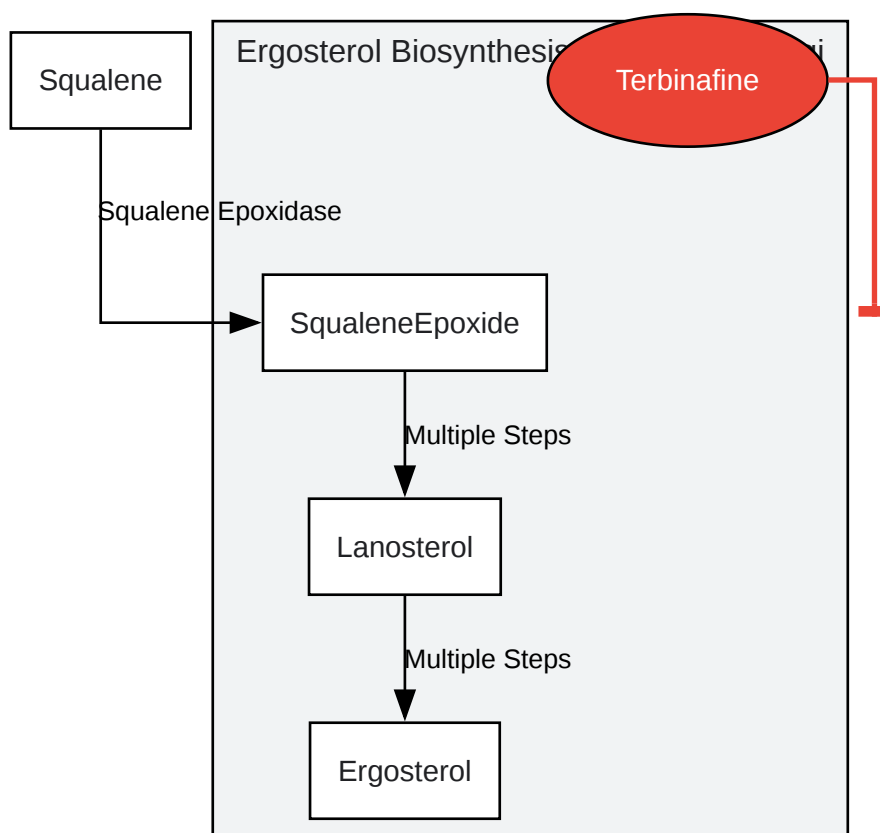 Squalene
Ergosterol Biosynthesis
Terbinafine
Squalene Epoxidase
SqualeneEpoxide
Multiple Steps
Lanosterol
Multiple Steps
Ergosterol